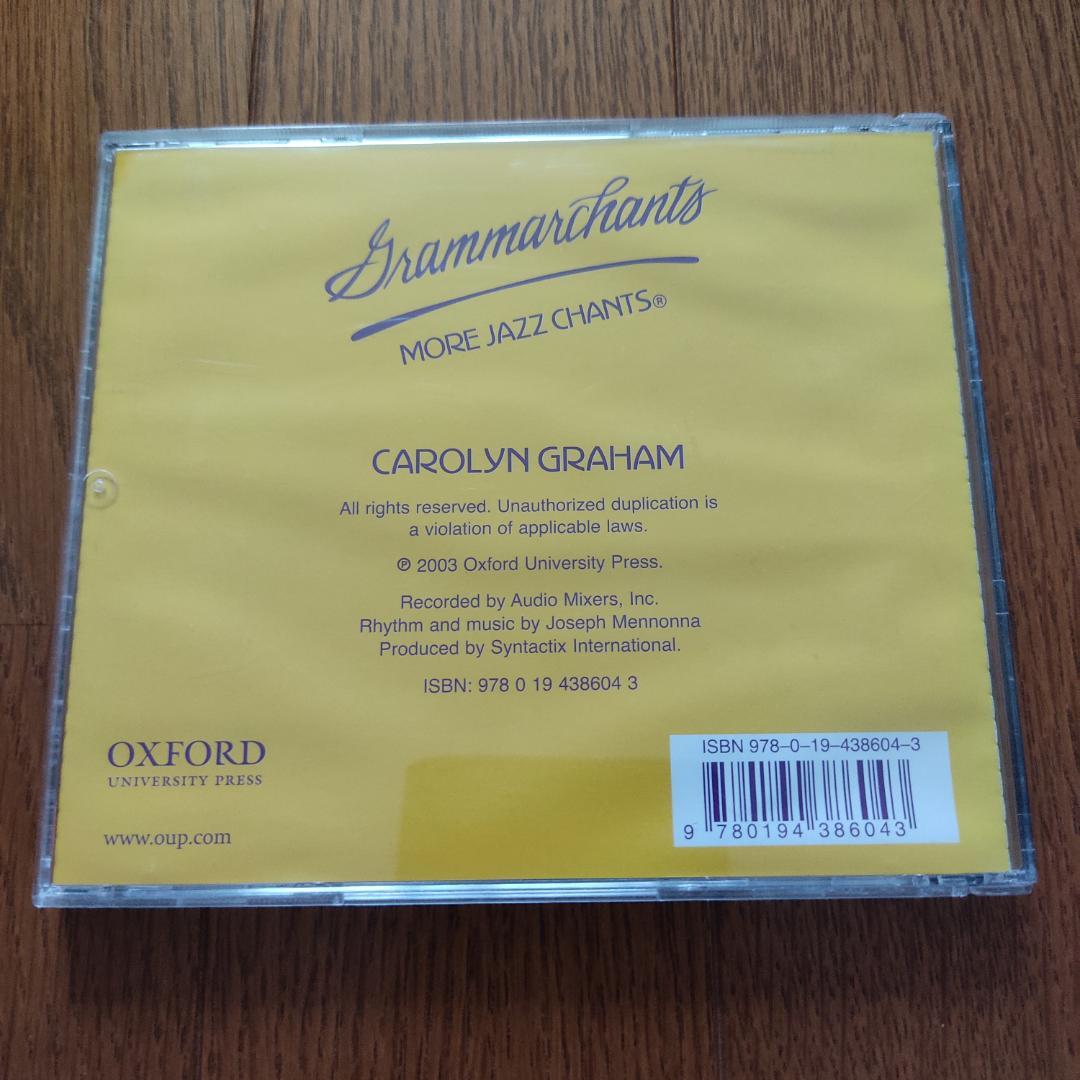 Grammarchants
MORE JAZZ CHANTS®
CAROLYN GRAHAM
All rights reserved. Unauthorized duplication is
a violation of applicable laws.
℗ 2003 Oxford University Press.
Recorded by Audio Mixers, Inc.
Rhythm and music by Joseph Mennonna
Produced by Syntactix International.
ISBN: 978 0 19 438604 3
OXFORD
UNIVERSITY PRESS
www.oup.com
ISBN 978-0-19-438604-3
9 780194 386043